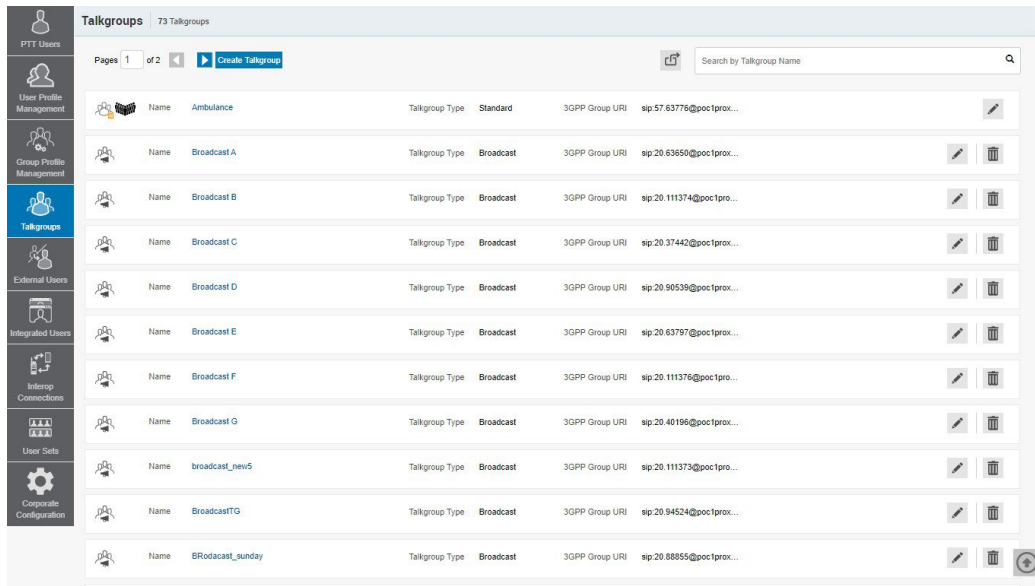 PTT Users
User Profile
Management
Group Profile
Management
Talkgroups
External Users
Integrated Users
Interop
Connections
User Sets
Corporate
Configuration
Talkgroups 73 Talkgroups
Pages 1 of 2 Create Talkgroup Search by Talkgroup Name
Name Ambulance Talkgroup Type Standard 3GPP Group URI sip:57.63776@poc1prox...
Name Broadcast A Talkgroup Type Broadcast 3GPP Group URI sip:20.63650@poc1prox...
Name Broadcast B Talkgroup Type Broadcast 3GPP Group URI sip:20.111374@poc1pro...
Name Broadcast C Talkgroup Type Broadcast 3GPP Group URI sip:20.37442@poc1prox...
Name Broadcast D Talkgroup Type Broadcast 3GPP Group URI sip:20.90539@poc1prox...
Name Broadcast E Talkgroup Type Broadcast 3GPP Group URI sip:20.63797@poc1prox...
Name Broadcast F Talkgroup Type Broadcast 3GPP Group URI sip:20.111376@poc1pro...
Name Broadcast G Talkgroup Type Broadcast 3GPP Group URI sip:20.40196@poc1prox...
Name broadcast_new5 Talkgroup Type Broadcast 3GPP Group URI sip:20.111373@poc1pro...
Name BroadcastTG Talkgroup Type Broadcast 3GPP Group URI sip:20.94524@poc1prox...
Name BRodacast_sunday Talkgroup Type Broadcast 3GPP Group URI sip:20.88855@poc1prox...